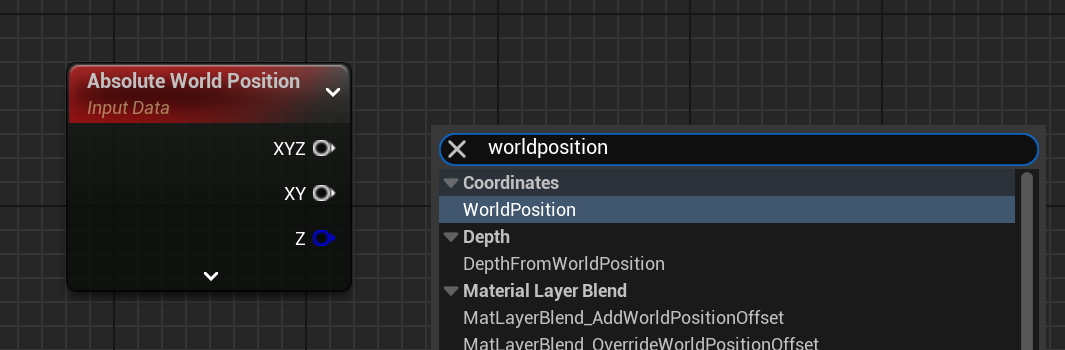 Absolute World Position
Input Data
XYZ
XY
Z
worldposition
Coordinates
WorldPosition
Depth
DepthFromWorldPosition
Material Layer Blend
MatLayerBlend_AddWorldPositionOffset
MatLayerBlend_OverrideWorldPositionOffset